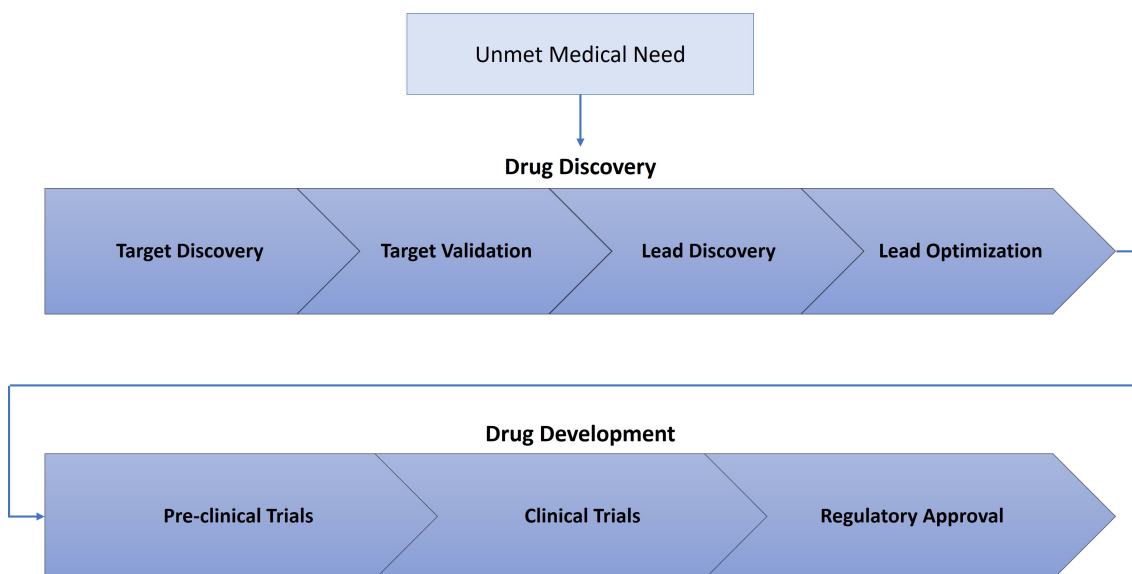 Unmet Medical Need
Drug Discovery
Target Discovery
Target Validation
Lead Discovery
Lead Optimization
Drug Development
Pre-clinical Trials
Clinical Trials
Regulatory Approval